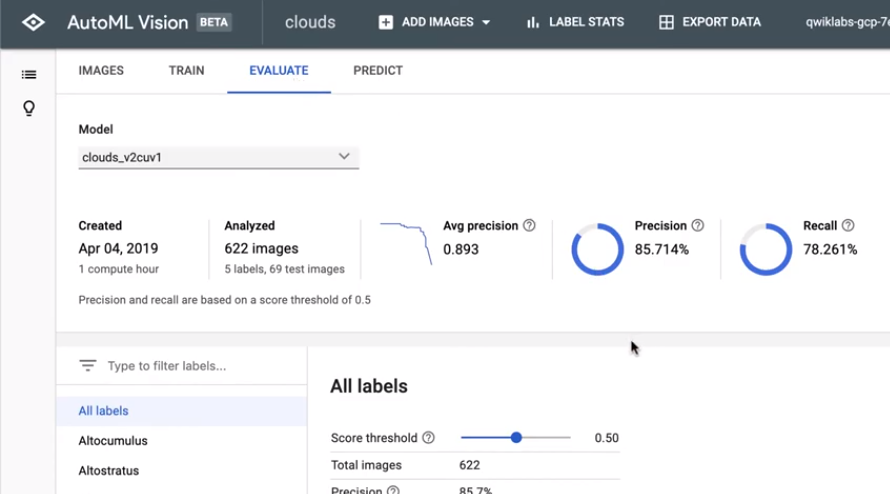 AutoML Vision BETA clouds ADD IMAGES LABEL STATS EXPORT DATA qwiklabs-gcp-7
IMAGES TRAIN EVALUATE PREDICT
Model
clouds_v2cuv1
Created Analyzed Avg precision Precision Recall
Apr 04, 2019 622 images 0.893 85.714% 78.261%
1 compute hour 5 labels, 69 test images
Precision and recall are based on a score threshold of 0.5
Type to filter labels...
All labels
All labels
Altocumulus
Altostratus
Score threshold 0.50
Total images 622
Precision 85.7%